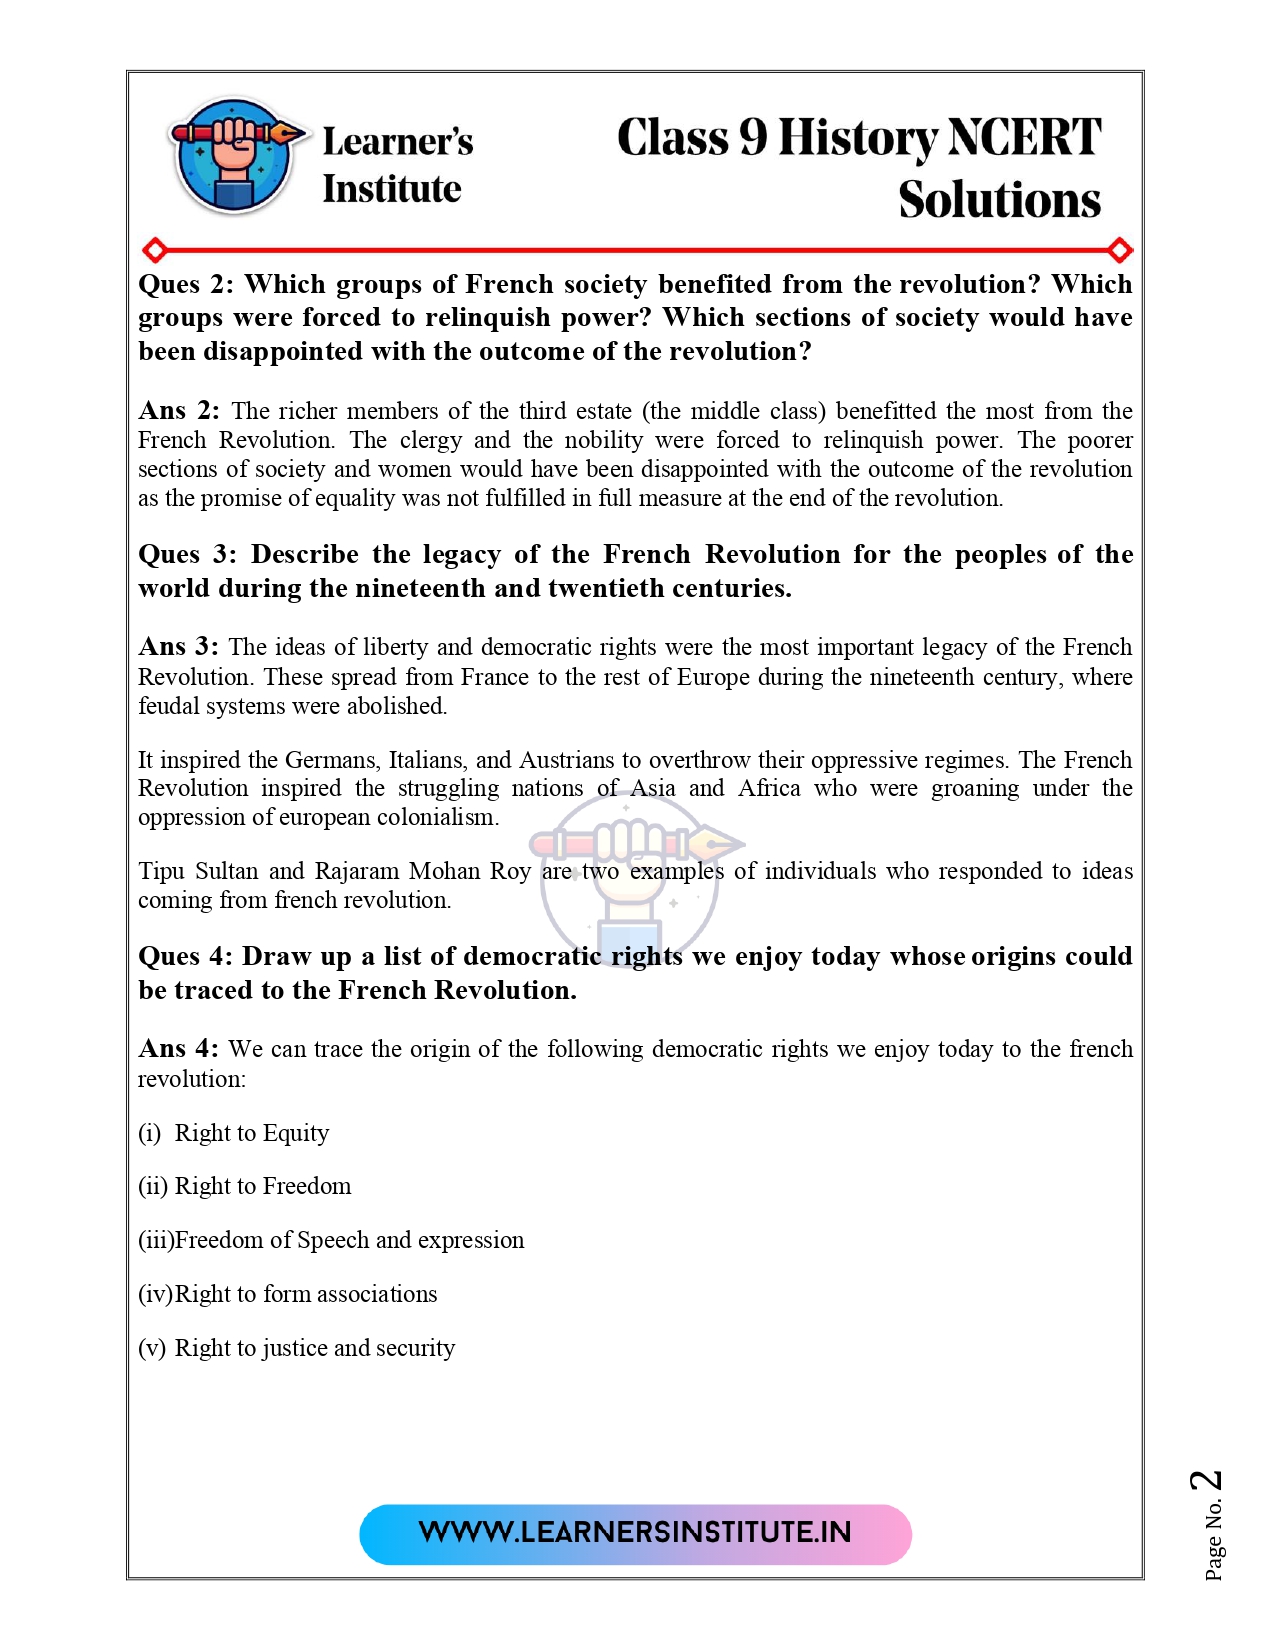 Learner's
Institute
Class 9 History NCERT
Solutions
Ques 2: Which groups of French society benefited from the revolution? Which
groups were forced to relinquish power? Which sections of society would have
been disappointed with the outcome of the revolution?
Ans 2: The richer members of the third estate (the middle class) benefitted the most from the
French Revolution. The clergy and the nobility were forced to relinquish power. The poorer
sections of society and women would have been disappointed with the outcome of the revolution
as the promise of equality was not fulfilled in full measure at the end of the revolution.
Ques 3: Describe the legacy of the French Revolution for the peoples of the
world during the nineteenth and twentieth centuries.
Ans 3: The ideas of liberty and democratic rights were the most important legacy of the French
Revolution. These spread from France to the rest of Europe during the nineteenth century, where
feudal systems were abolished.
It inspired the Germans, Italians, and Austrians to overthrow their oppressive regimes. The French
Revolution inspired the struggling nations of Asia and Africa who were groaning under the
oppression of european colonialism.
Tipu Sultan and Rajaram Mohan Roy are two examples of individuals who responded to ideas
coming from french revolution.
Ques 4: Draw up a list of democratic rights we enjoy today whose origins could
be traced to the French Revolution.
Ans 4: We can trace the origin of the following democratic rights we enjoy today to the french
revolution:
(i) Right to Equity
(ii) Right to Freedom
(iii)Freedom of Speech and expression
(iv)Right to form associations
(v) Right to justice and security
WWW.LEARNERSINSTITUTE.IN
Page No. 2